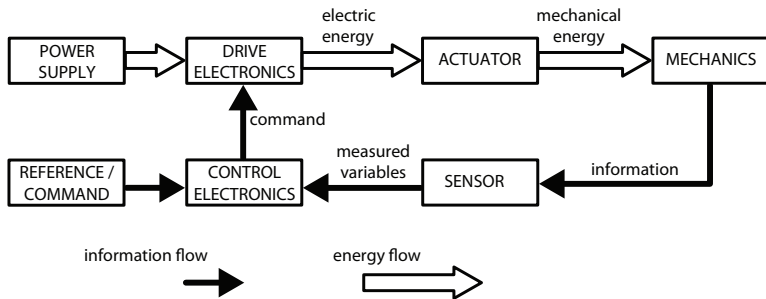 electric
energy
mechanical
energy
POWER
SUPPLY
DRIVE
ELECTRONICS
ACTUATOR
MECHANICS
command
REFERENCE /
COMMAND
CONTROL
ELECTRONICS
measured
variables
SENSOR
information
information flow
energy flow